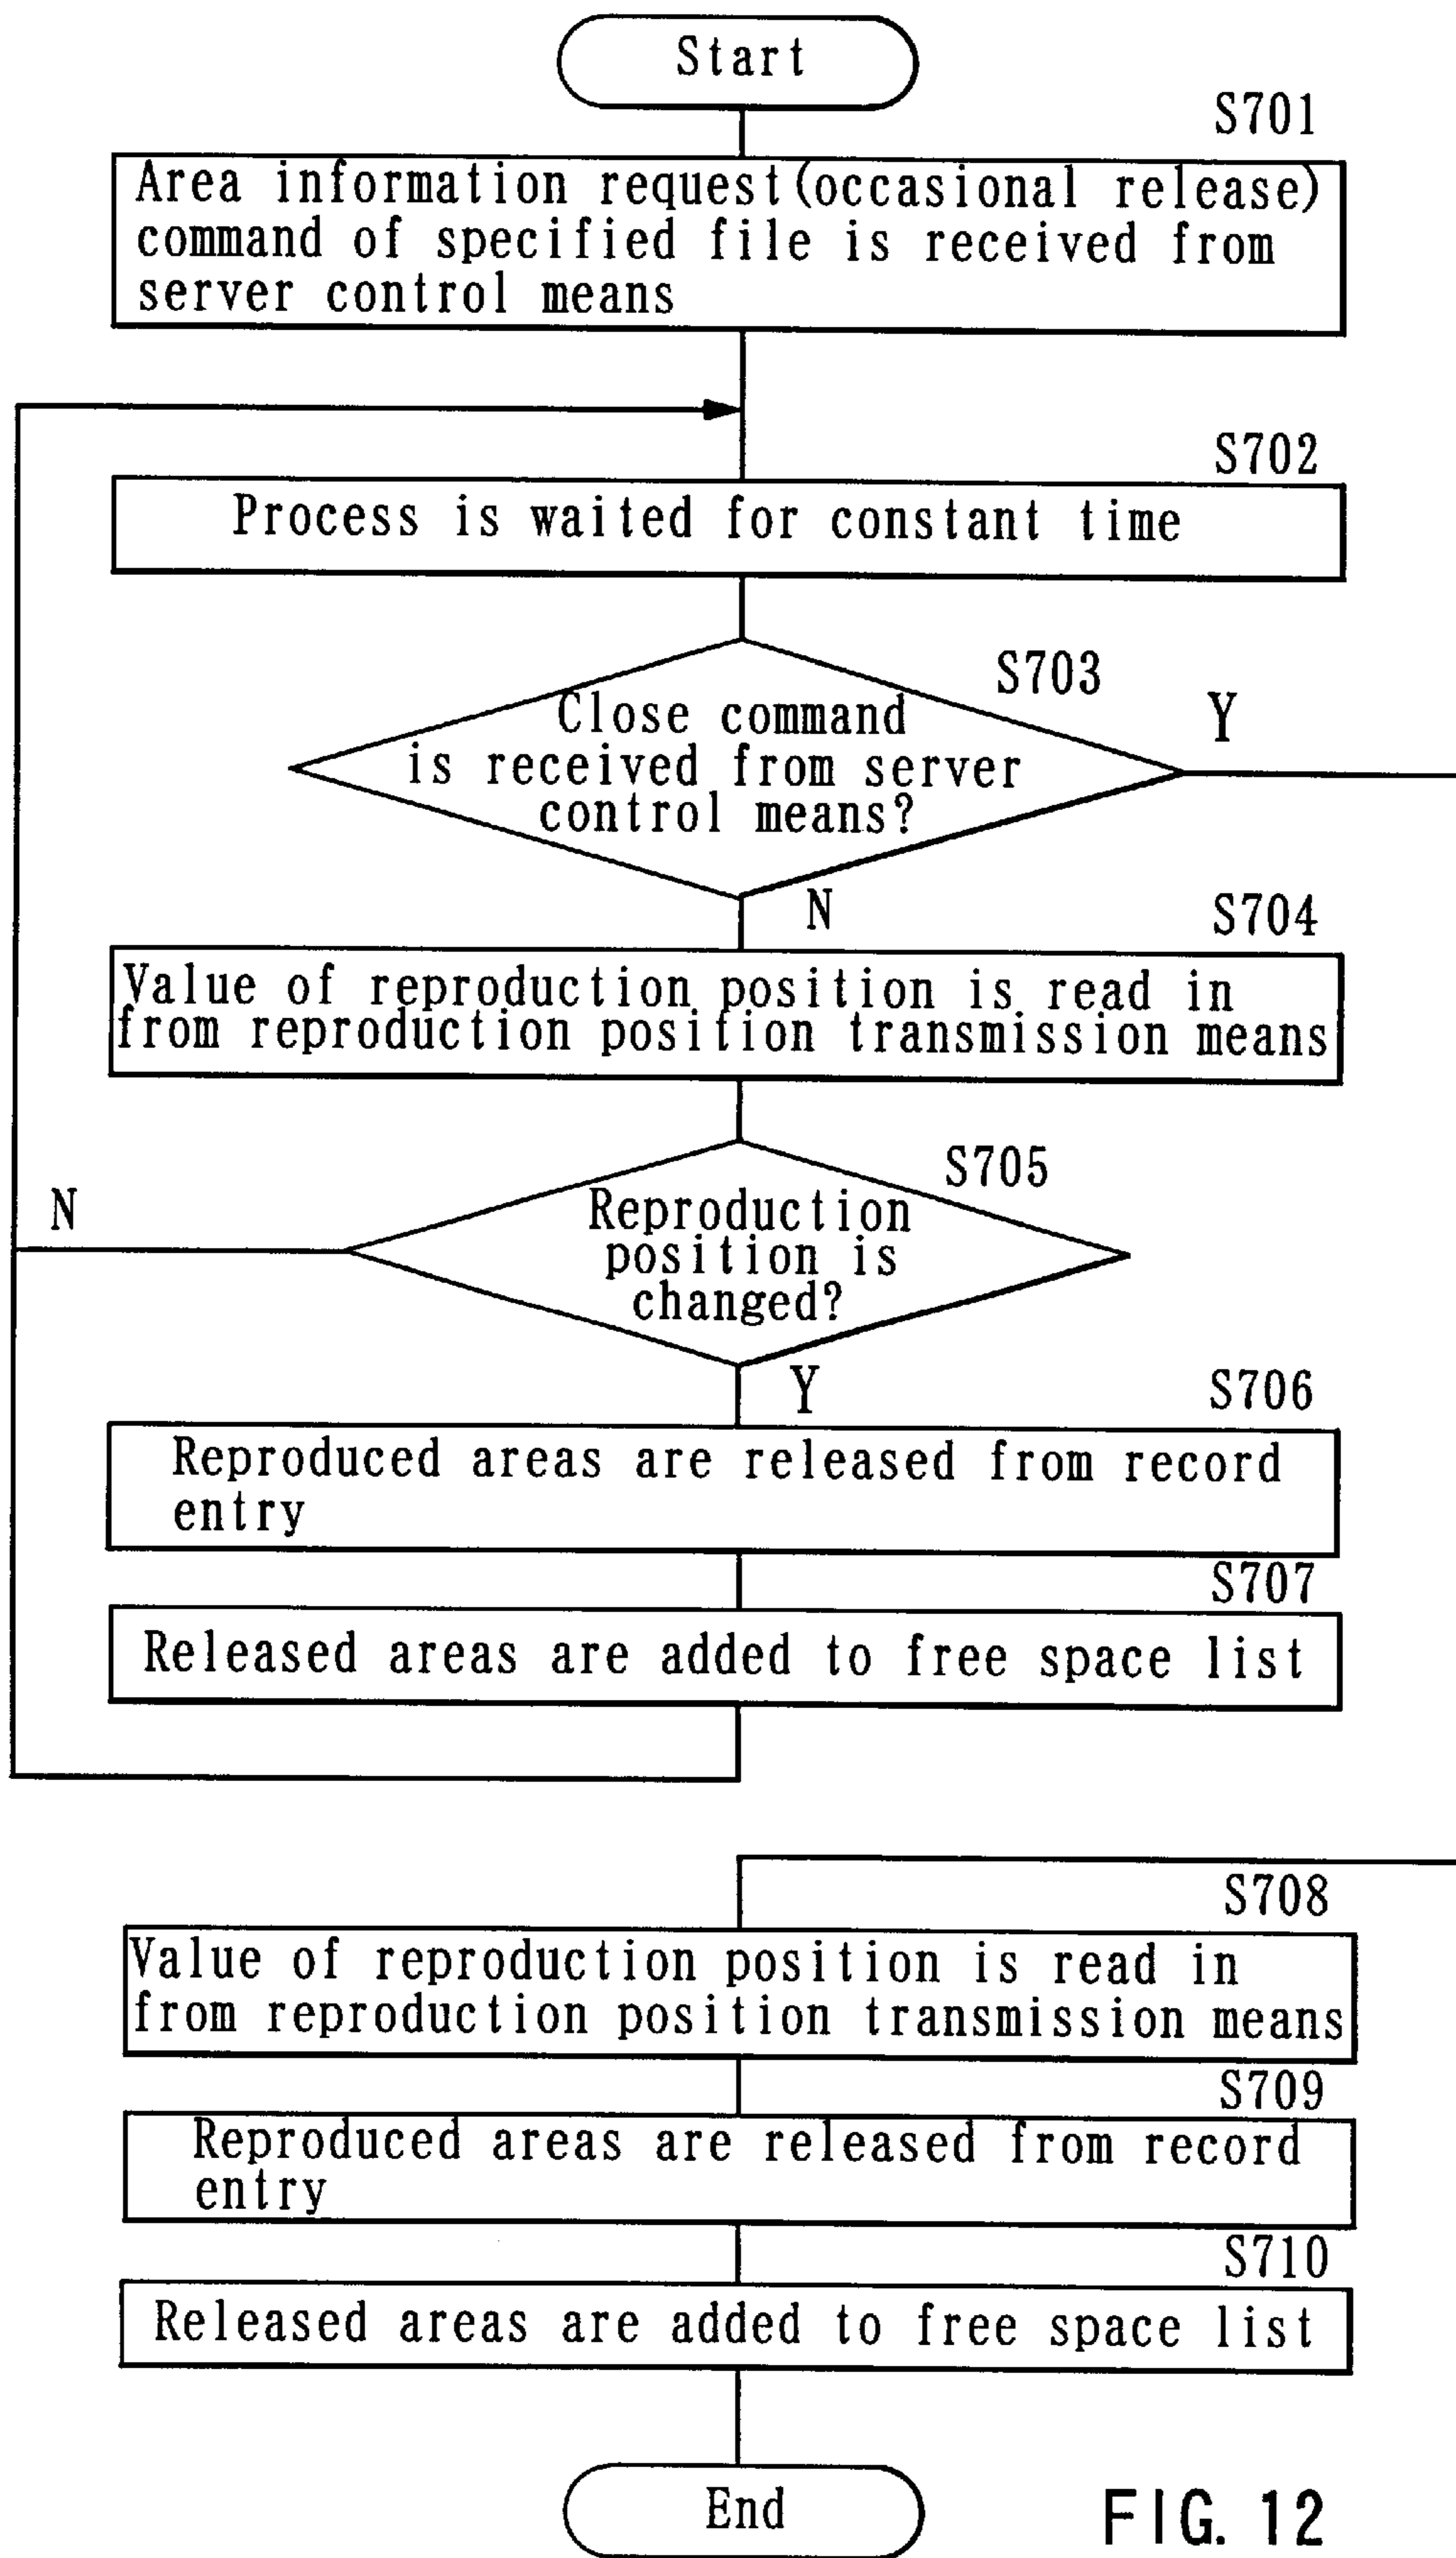 Start
S701
Area information request(occasional release)
command of specified file is received from
server control means
S702
Process is waited for constant time
S703
Close command
is received from server
control means?
Y
N
S704
Value of reproduction position is read in
from reproduction position transmission means
S705
Reproduction
position is
changed?
N
Y
S706
Reproduced areas are released from record
entry
S707
Released areas are added to free space list
S708
Value of reproduction position is read in
from reproduction position transmission means
S709
Reproduced areas are released from record
entry
S710
Released areas are added to free space list
End
FIG. 12